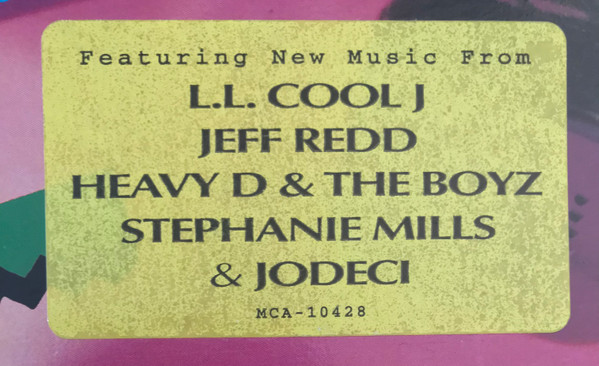 Featuring New Music From
L.L. COOL J
JEFF REDD
HEAVY D & THE BOYZ
STEPHANIE MILLS
& JODECI
MCA-10428